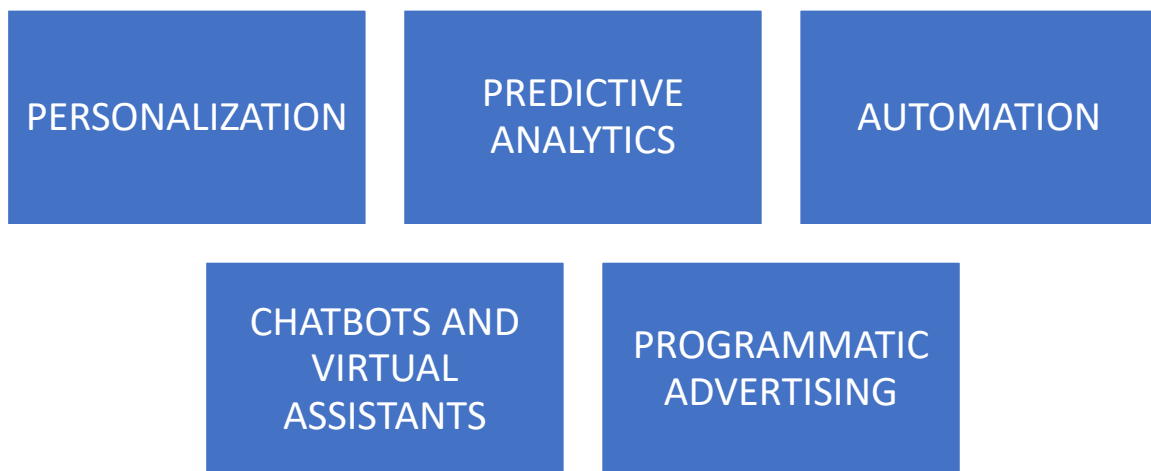 PERSONALIZATION
PREDICTIVE
ANALYTICS
AUTOMATION
CHATBOTS AND
VIRTUAL
ASSISTANTS
PROGRAMMATIC
ADVERTISING